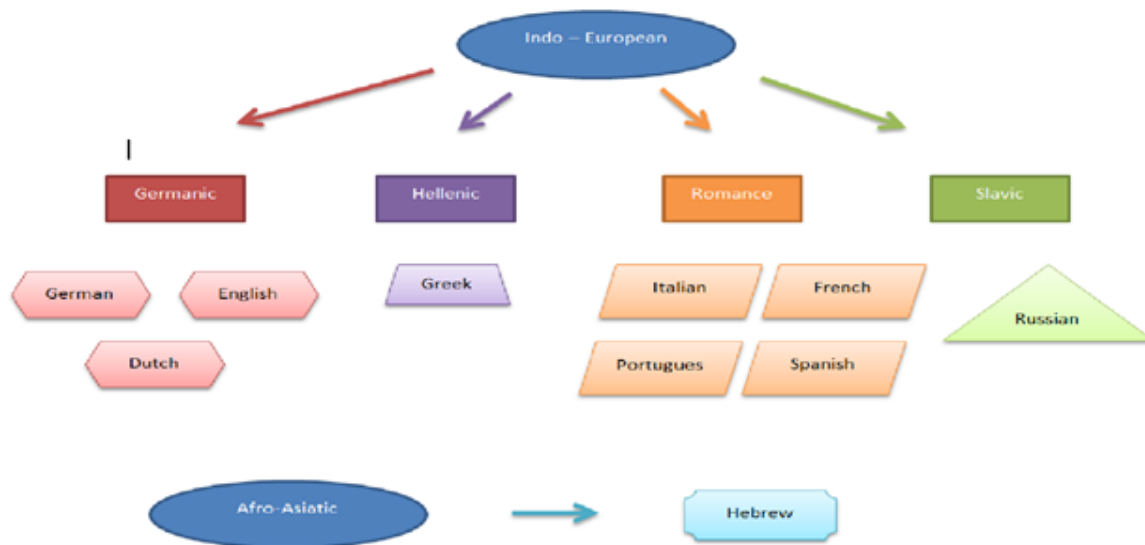 Indo – European
Germanic
Hellenic
Romance
Slavic
German
English
Dutch
Greek
Italian
French
Portugues
Spanish
Russian
Afro-Asiatic
Hebrew